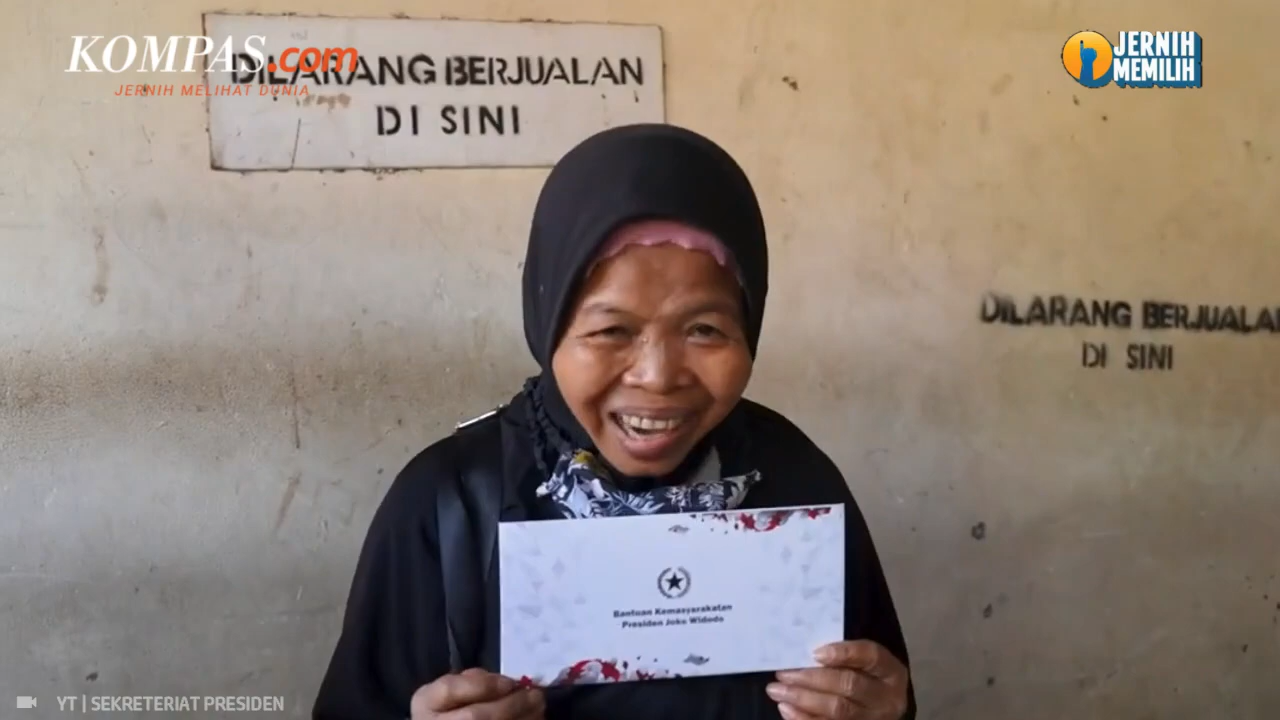 KOMPAS.com
JERNIH MELIHAT DUNIA
JERNIH
MEMILIH
DILARANG BERJUALAN
DI SINI
DILARANG BERJUALAN
DI SINI
Bantuan Kemasyarakatan
Presiden Joko Widodo
YT | SEKRETERIAT PRESIDEN